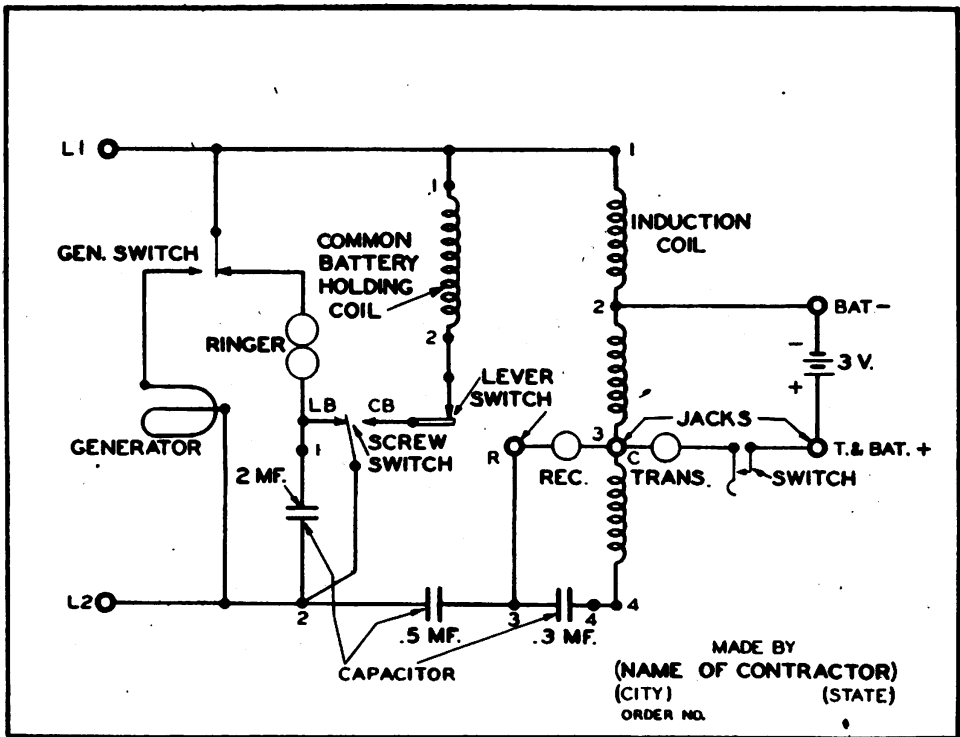 L1
1
1
GEN. SWITCH
COMMON
BATTERY
HOLDING
COIL
INDUCTION
COIL
2
BAT -
RINGER
2
-
3 V.
+
LEVER
SWITCH
LB
CB
JACKS
GENERATOR
1
SCREW
SWITCH
R
3
C
T. & BAT. +
REC.
TRANS.
SWITCH
2 MF.
L2
2
3
4
4
.5 MF.
.3 MF.
CAPACITOR
MADE BY
(NAME OF CONTRACTOR)
(CITY) (STATE)
ORDER NO.